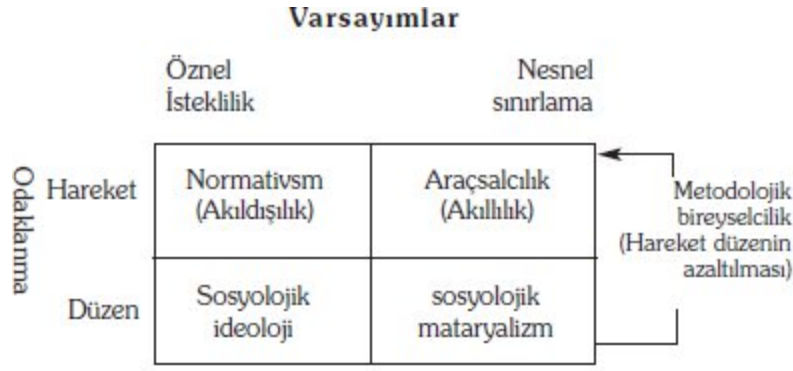 Varsayımlar
Öznel
İsteklilik
Nesnel
sınırlama
Odaklanma
Hareket
Normativsm
(Akıldışılık)
Araçsalcılık
(Akıllılık)
Metodolojik
bireyselcilik
(Hareket düzenin
azaltılması)
Düzen
Sosyolojik
ideoloji
sosyolojik
mataryalizm